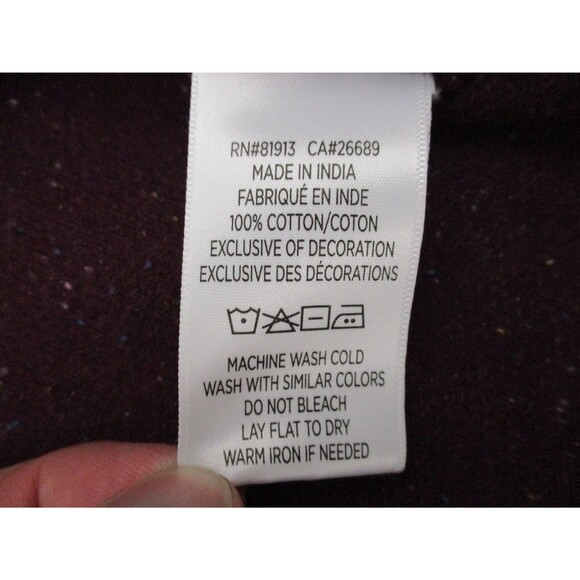 RN#81913 CA#26689
MADE IN INDIA
FABRIQUÉ EN INDE
100% COTTON/COTON
EXCLUSIVE OF DECORATION
EXCLUSIVE DES DÉCORATIONS
MACHINE WASH COLD
WASH WITH SIMILAR COLORS
DO NOT BLEACH
LAY FLAT TO DRY
WARM IRON IF NEEDED